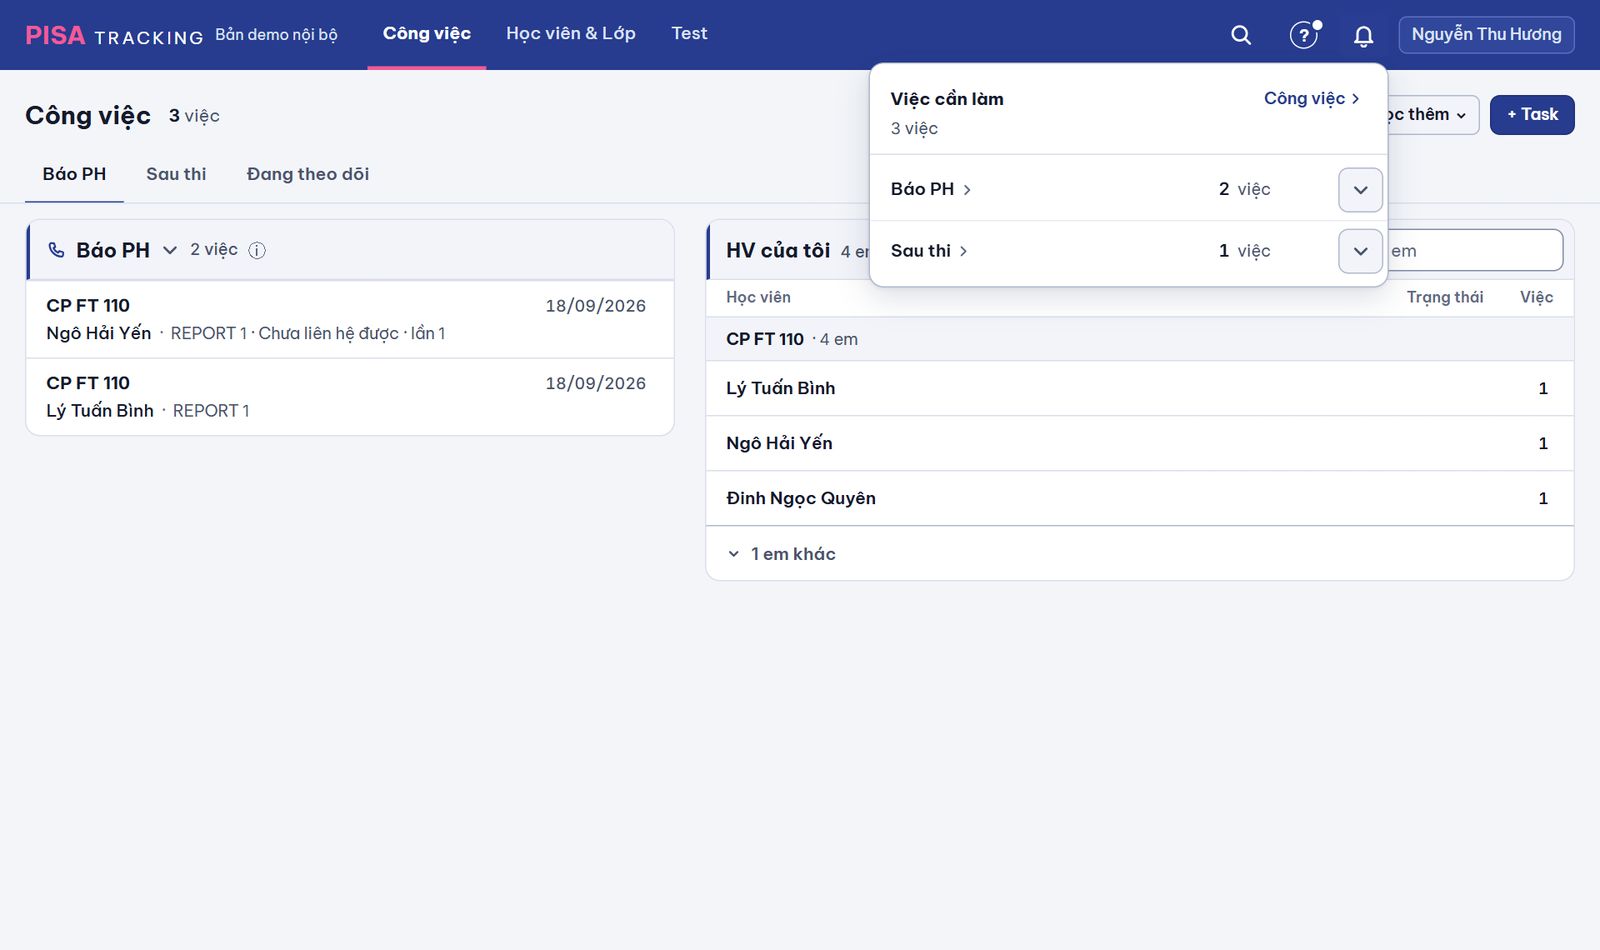 PISA TRACKING Bản demo nội bộ Công việc Học viên & Lớp Test ? Nguyễn Thu Hương
Công việc 3 việc
+ Task
thêm
Báo PH Sau thi Đang theo dõi
Việc cần làm Công việc
3 việc
Báo PH 2 việc
Sau thi 1 việc
Báo PH 2 việc
CP FT 110 18/09/2026
Ngô Hải Yến · REPORT 1 · Chưa liên hệ được · lần 1
CP FT 110 18/09/2026
Lý Tuấn Bình · REPORT 1
HV của tôi 4 em
Học viên Trạng thái Việc
CP FT 110 · 4 em
Lý Tuấn Bình 1
Ngô Hải Yến 1
Đinh Ngọc Quyên 1
1 em khác